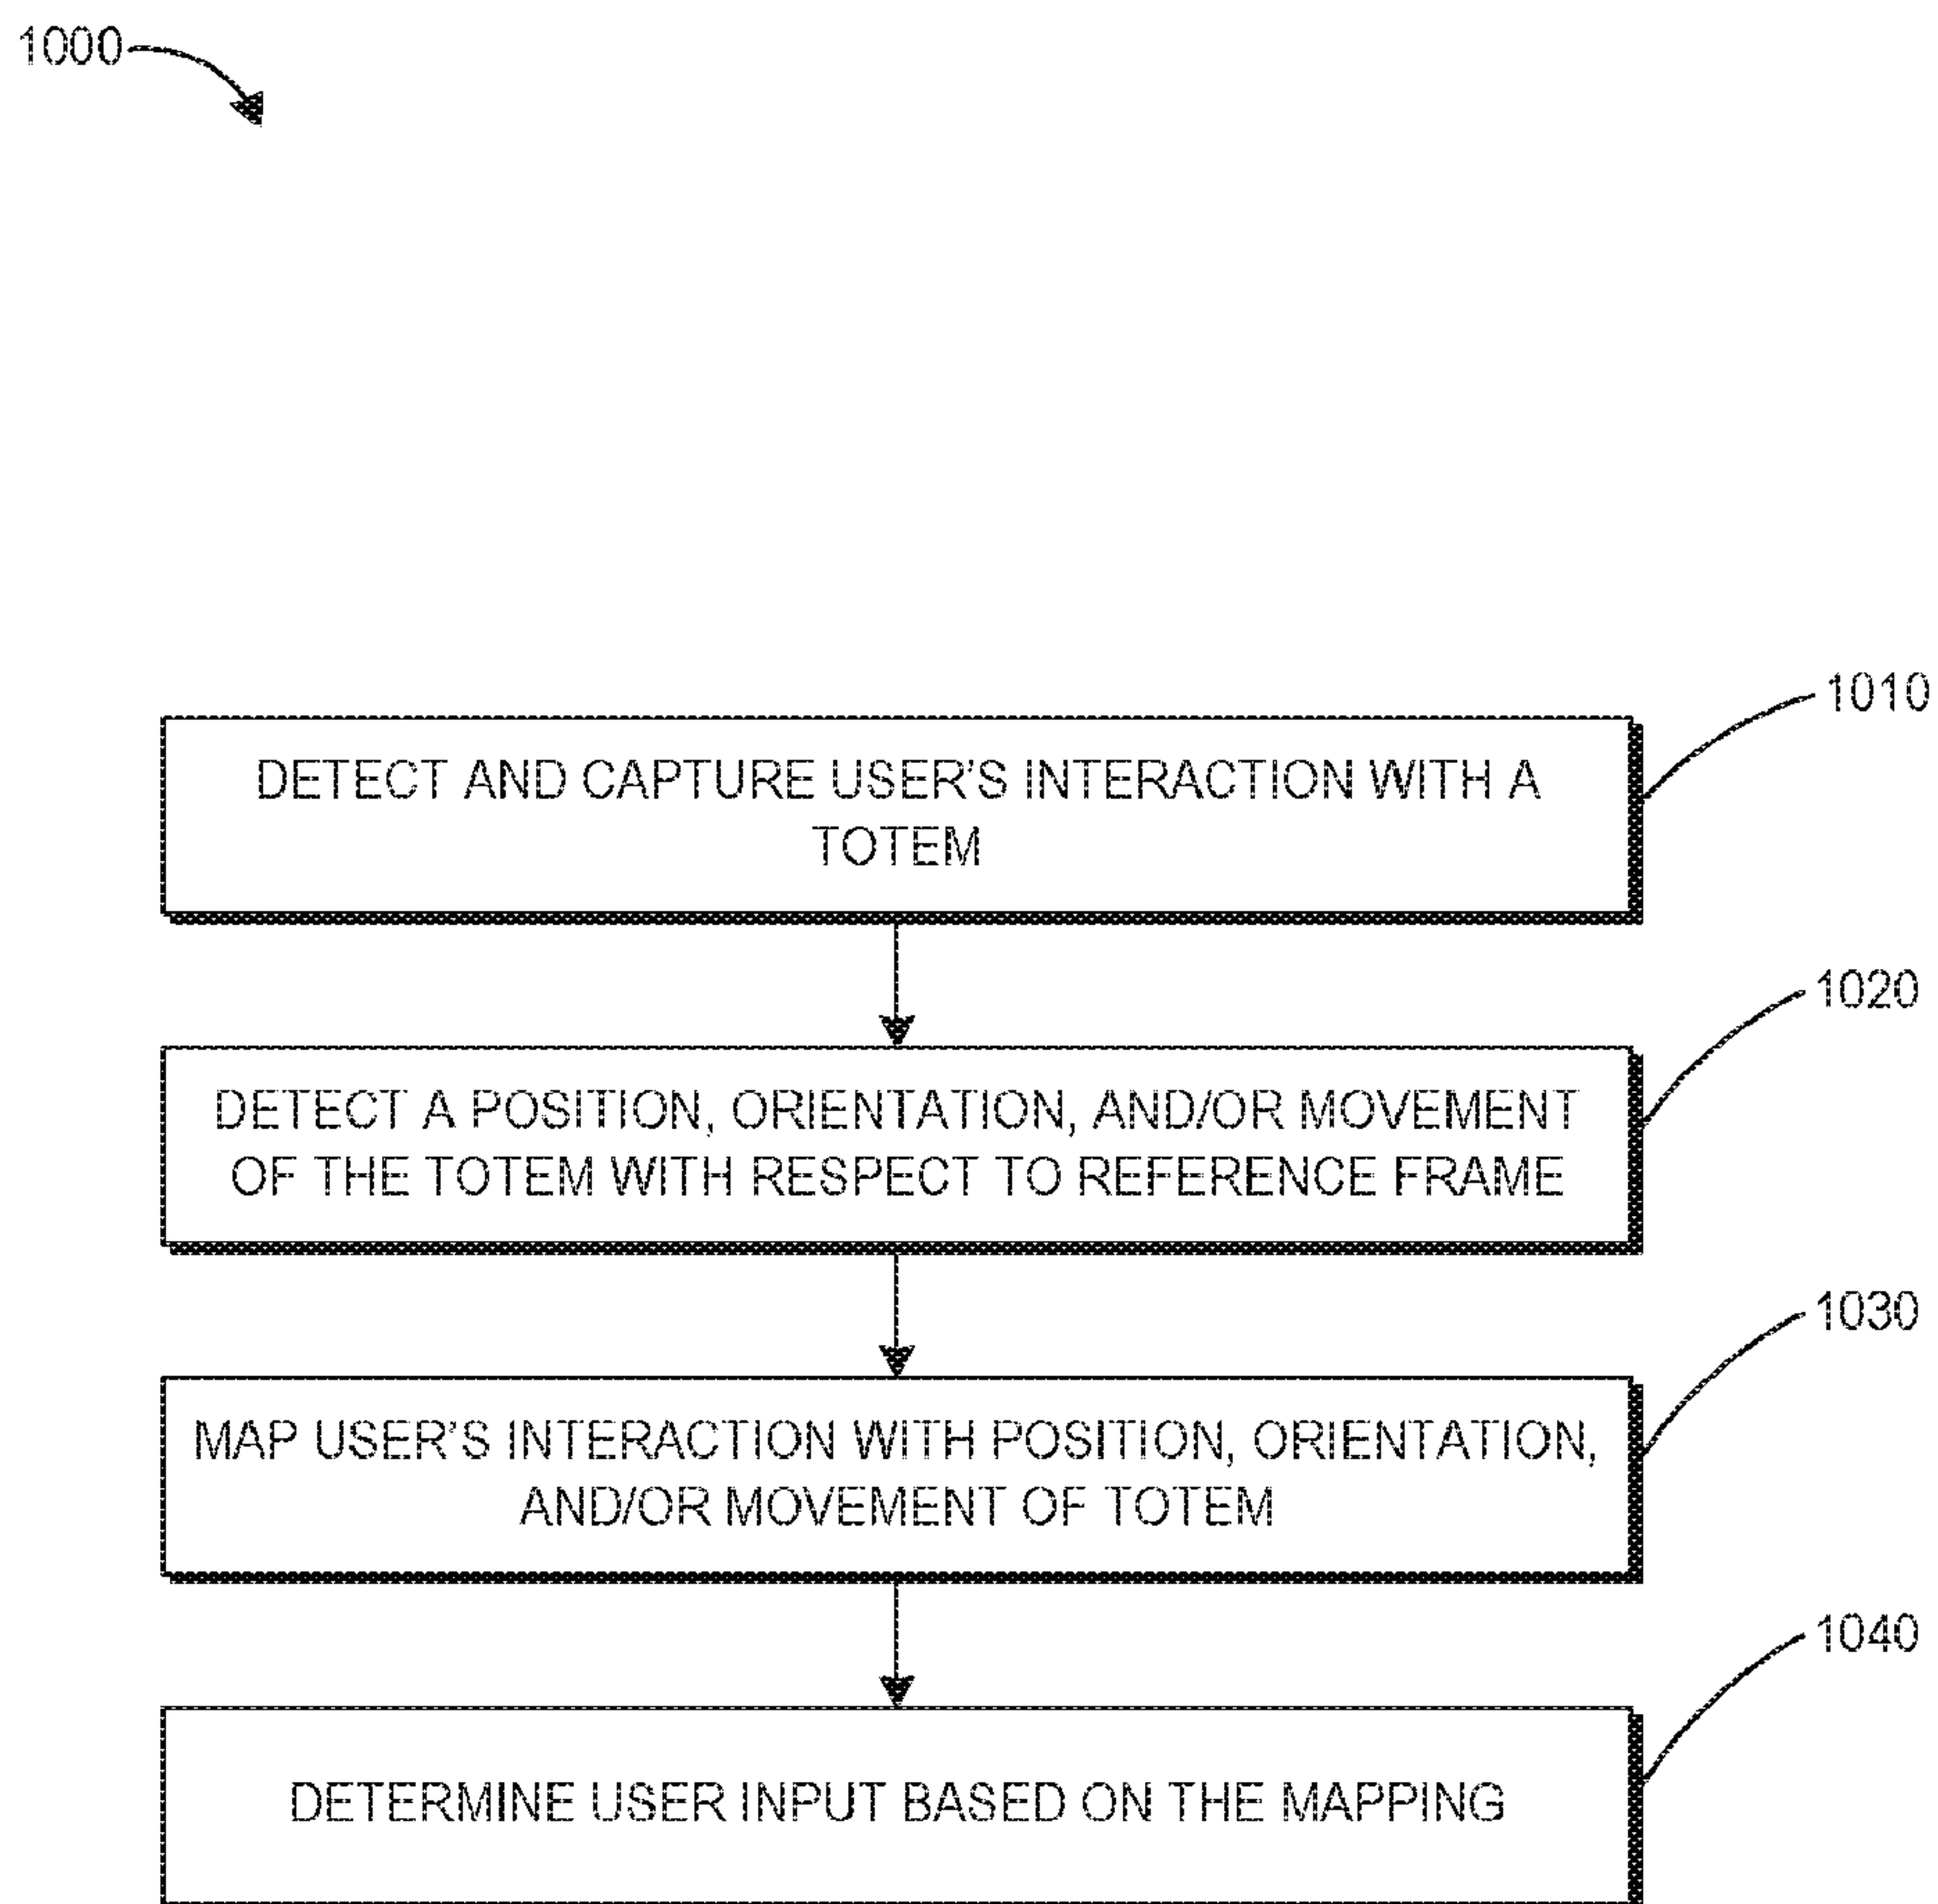 1000
1010
DETECT AND CAPTURE USER'S INTERACTION WITH A
TOTEM
1020
DETECT A POSITION, ORIENTATION, AND/OR MOVEMENT
OF THE TOTEM WITH RESPECT TO REFERENCE FRAME
1030
MAP USER'S INTERACTION WITH POSITION, ORIENTATION,
AND/OR MOVEMENT OF TOTEM
1040
DETERMINE USER INPUT BASED ON THE MAPPING